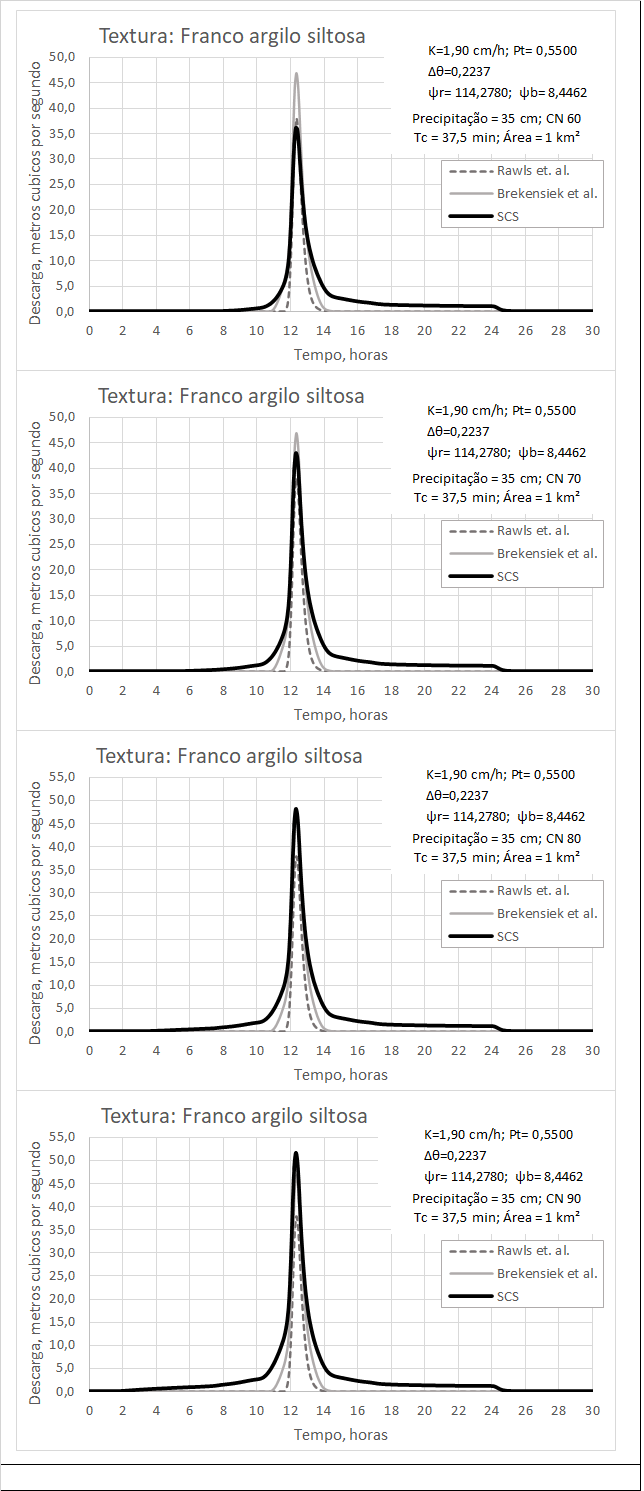 Textura: Franco argilo siltosa
K=1,90 cm/h; Pt= 0,5500
Δθ=0,2237
ψr= 114,2780; ψb= 8,4462
Precipitação = 35 cm; CN 60
Tc = 37,5 min; Área = 1 km²
Rawls et. al.
Brekensiek et al.
SCS
Descarga, metros cubicos por segundo
50,0
45,0
40,0
35,0
30,0
25,0
20,0
15,0
10,0
5,0
0,0
0 2 4 6 8 10 12 14 16 18 20 22 24 26 28 30
Tempo, horas
Textura: Franco argilo siltosa
K=1,90 cm/h; Pt= 0,5500
Δθ=0,2237
ψr= 114,2780; ψb= 8,4462
Precipitação = 35 cm; CN 70
Tc = 37,5 min; Área = 1 km²
Rawls et. al.
Brekensiek et al.
SCS
Descarga, metros cubicos por segundo
50,0
45,0
40,0
35,0
30,0
25,0
20,0
15,0
10,0
5,0
0,0
0 2 4 6 8 10 12 14 16 18 20 22 24 26 28 30
Tempo, horas
Textura: Franco argilo siltosa
K=1,90 cm/h; Pt= 0,5500
Δθ=0,2237
ψr= 114,2780; ψb= 8,4462
Precipitação = 35 cm; CN 80
Tc = 37,5 min; Área = 1 km²
Rawls et. al.
Brekensiek et al.
SCS
Descarga, metros cubicos por segundo
55,0
50,0
45,0
40,0
35,0
30,0
25,0
20,0
15,0
10,0
5,0
0,0
0 2 4 6 8 10 12 14 16 18 20 22 24 26 28 30
Tempo, horas
Textura: Franco argilo siltosa
K=1,90 cm/h; Pt= 0,5500
Δθ=0,2237
ψr= 114,2780; ψb= 8,4462
Precipitação = 35 cm; CN 90
Tc = 37,5 min; Área = 1 km²
Rawls et. al.
Brekensiek et al.
SCS
Descarga, metros cubicos por segundo
55,0
50,0
45,0
40,0
35,0
30,0
25,0
20,0
15,0
10,0
5,0
0,0
0 2 4 6 8 10 12 14 16 18 20 22 24 26 28 30
Tempo, horas